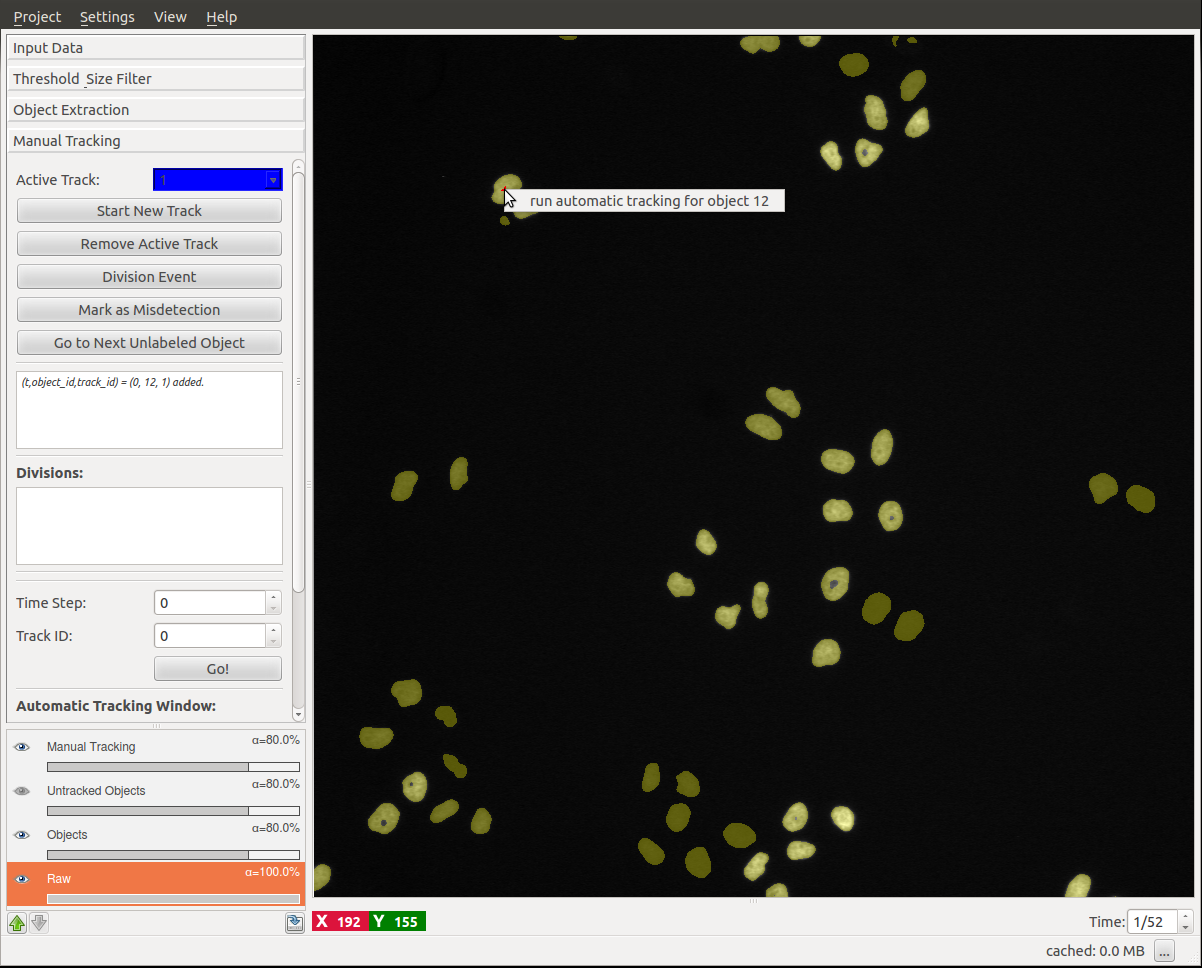 Project Settings View Help
Input Data
Threshold_Size Filter
Object Extraction
Manual Tracking
Active Track: 1
Start New Track
Remove Active Track
Division Event
Mark as Misdetection
Go to Next Unlabeled Object
(t,object_id,track_id) = (0, 12, 1) added.
Divisions:
Time Step: 0
Track ID: 0
Go!
Automatic Tracking Window:
Manual Tracking α=80.0%
Untracked Objects α=80.0%
Objects α=80.0%
Raw α=100.0%
run automatic tracking for object 12
X 192 Y 155
Time: 1/52
cached: 0.0 MB ...